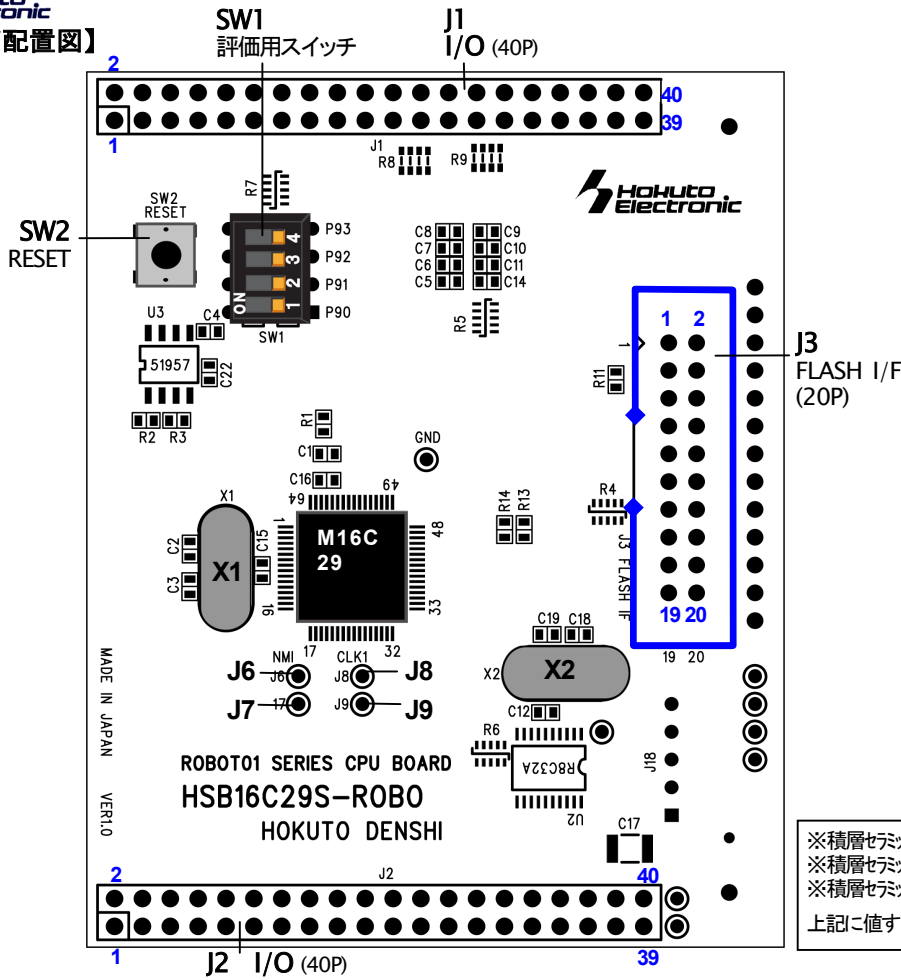 onic
配置図】
SW1
評価用スイッチ
J1
I/O (40P)
2
40
39
1
J1
R8
R9
R7
Hokuto
Electronic
SW2
RESET
SW2
RESET
4
3
2
1
ON
P93
P92
P91
P90
SW1
C8
C7
C6
C5
C9
C10
C11
C14
R5
U3
C4
51957
C22
R2
R3
1 2
1
J3
FLASH I/F
(20P)
R11
R1
C1
C16
GND
X1
X1
C2
C3
C15
64
49
1
48
M16C
29
16
33
17
32
R14
R13
R4
J3 FLASH IF
19 20
19 20
C19
C18
X2
X2
NMI
CLK1
J6
J6
J8
J8
J7
17
J9
J9
C12
R6
R8C32A
U2
J18
C17
MADE IN JAPAN VER1.0
ROBOT01 SERIES CPU BOARD
HSB16C29S-ROBO
HOKUTO DENSHI
※積層セラミッ
※積層セラミッ
※積層セラミッ
上記に値す
2
J2
40
1
39
J2 I/O (40P)